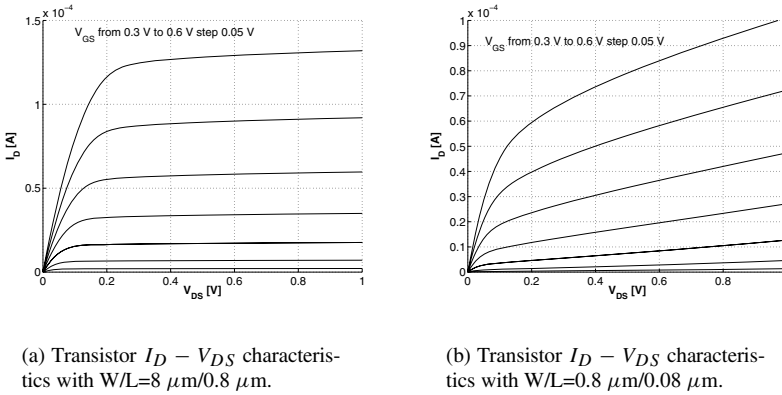 1.5 x 10⁻⁴
V_GS from 0.3 V to 0.6 V step 0.05 V
1
0.5
0
I_D [A]
0 0.2 0.4 0.6 0.8 1
V_DS [V]
(a) Transistor I_D − V_DS characteris-
tics with W/L=8 μm/0.8 μm.
1 x 10⁻⁴
0.9
V_GS from 0.3 V to 0.6 V step 0.05 V
0.8
0.7
0.6
0.5
0.4
0.3
0.2
0.1
0
I_D [A]
0 0.2 0.4 0.6 0.8
V_DS [V]
(b) Transistor I_D − V_DS characteris-
tics with W/L=0.8 μm/0.08 μm.